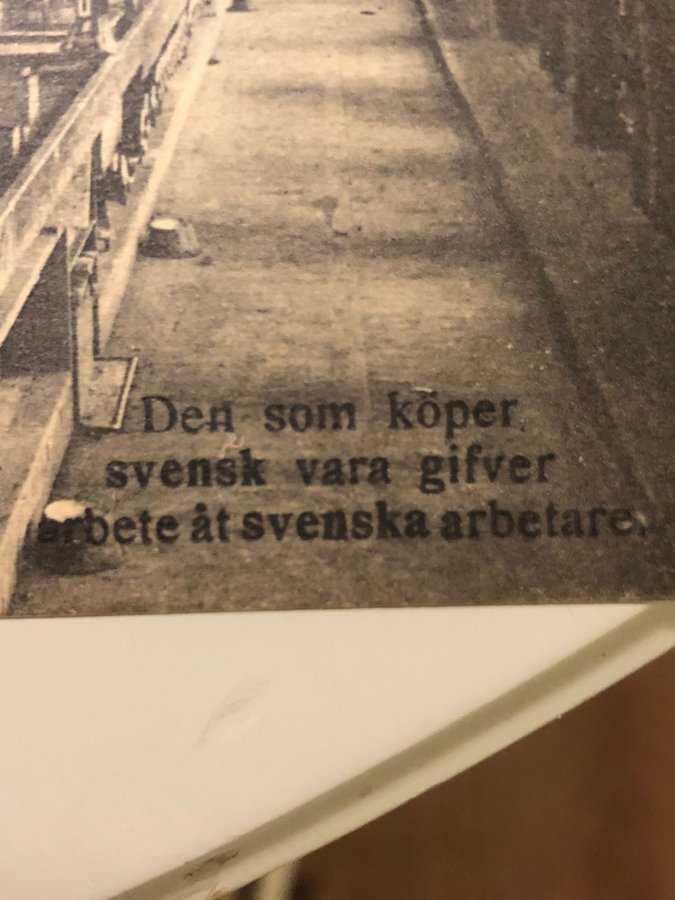 Den som köper
svensk vara gifver
arbete åt svenska arbetare.